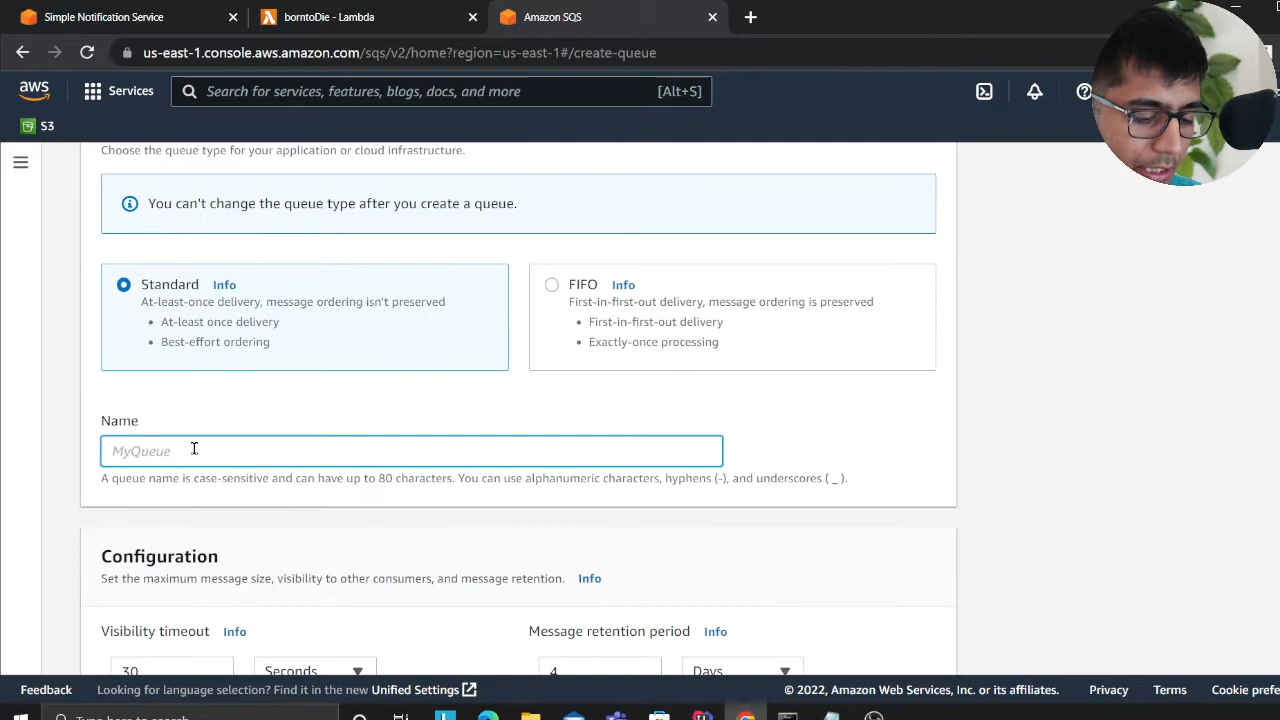 Simple Notification Service
borntoDie - Lambda
Amazon SQS
us-east-1.console.aws.amazon.com/sqs/v2/home?region=us-east-1#/create-queue
aws
Services
Search for services, features, blogs, docs, and more
[Alt+S]
S3
Choose the queue type for your application or cloud infrastructure.
You can't change the queue type after you create a queue.
Standard Info
At-least-once delivery, message ordering isn't preserved
• At-least once delivery
• Best-effort ordering
FIFO Info
First-in-first-out delivery, message ordering is preserved
• First-in-first-out delivery
• Exactly-once processing
Name
MyQueue
A queue name is case-sensitive and can have up to 80 characters. You can use alphanumeric characters, hyphens (-), and underscores ( _ ).
Configuration
Set the maximum message size, visibility to other consumers, and message retention. Info
Visibility timeout Info
30 Seconds
Message retention period Info
4 Days
Feedback
Looking for language selection? Find it in the new Unified Settings
© 2022, Amazon Web Services, Inc. or its affiliates.
Privacy
Terms
Cookie prefe
Type here to search